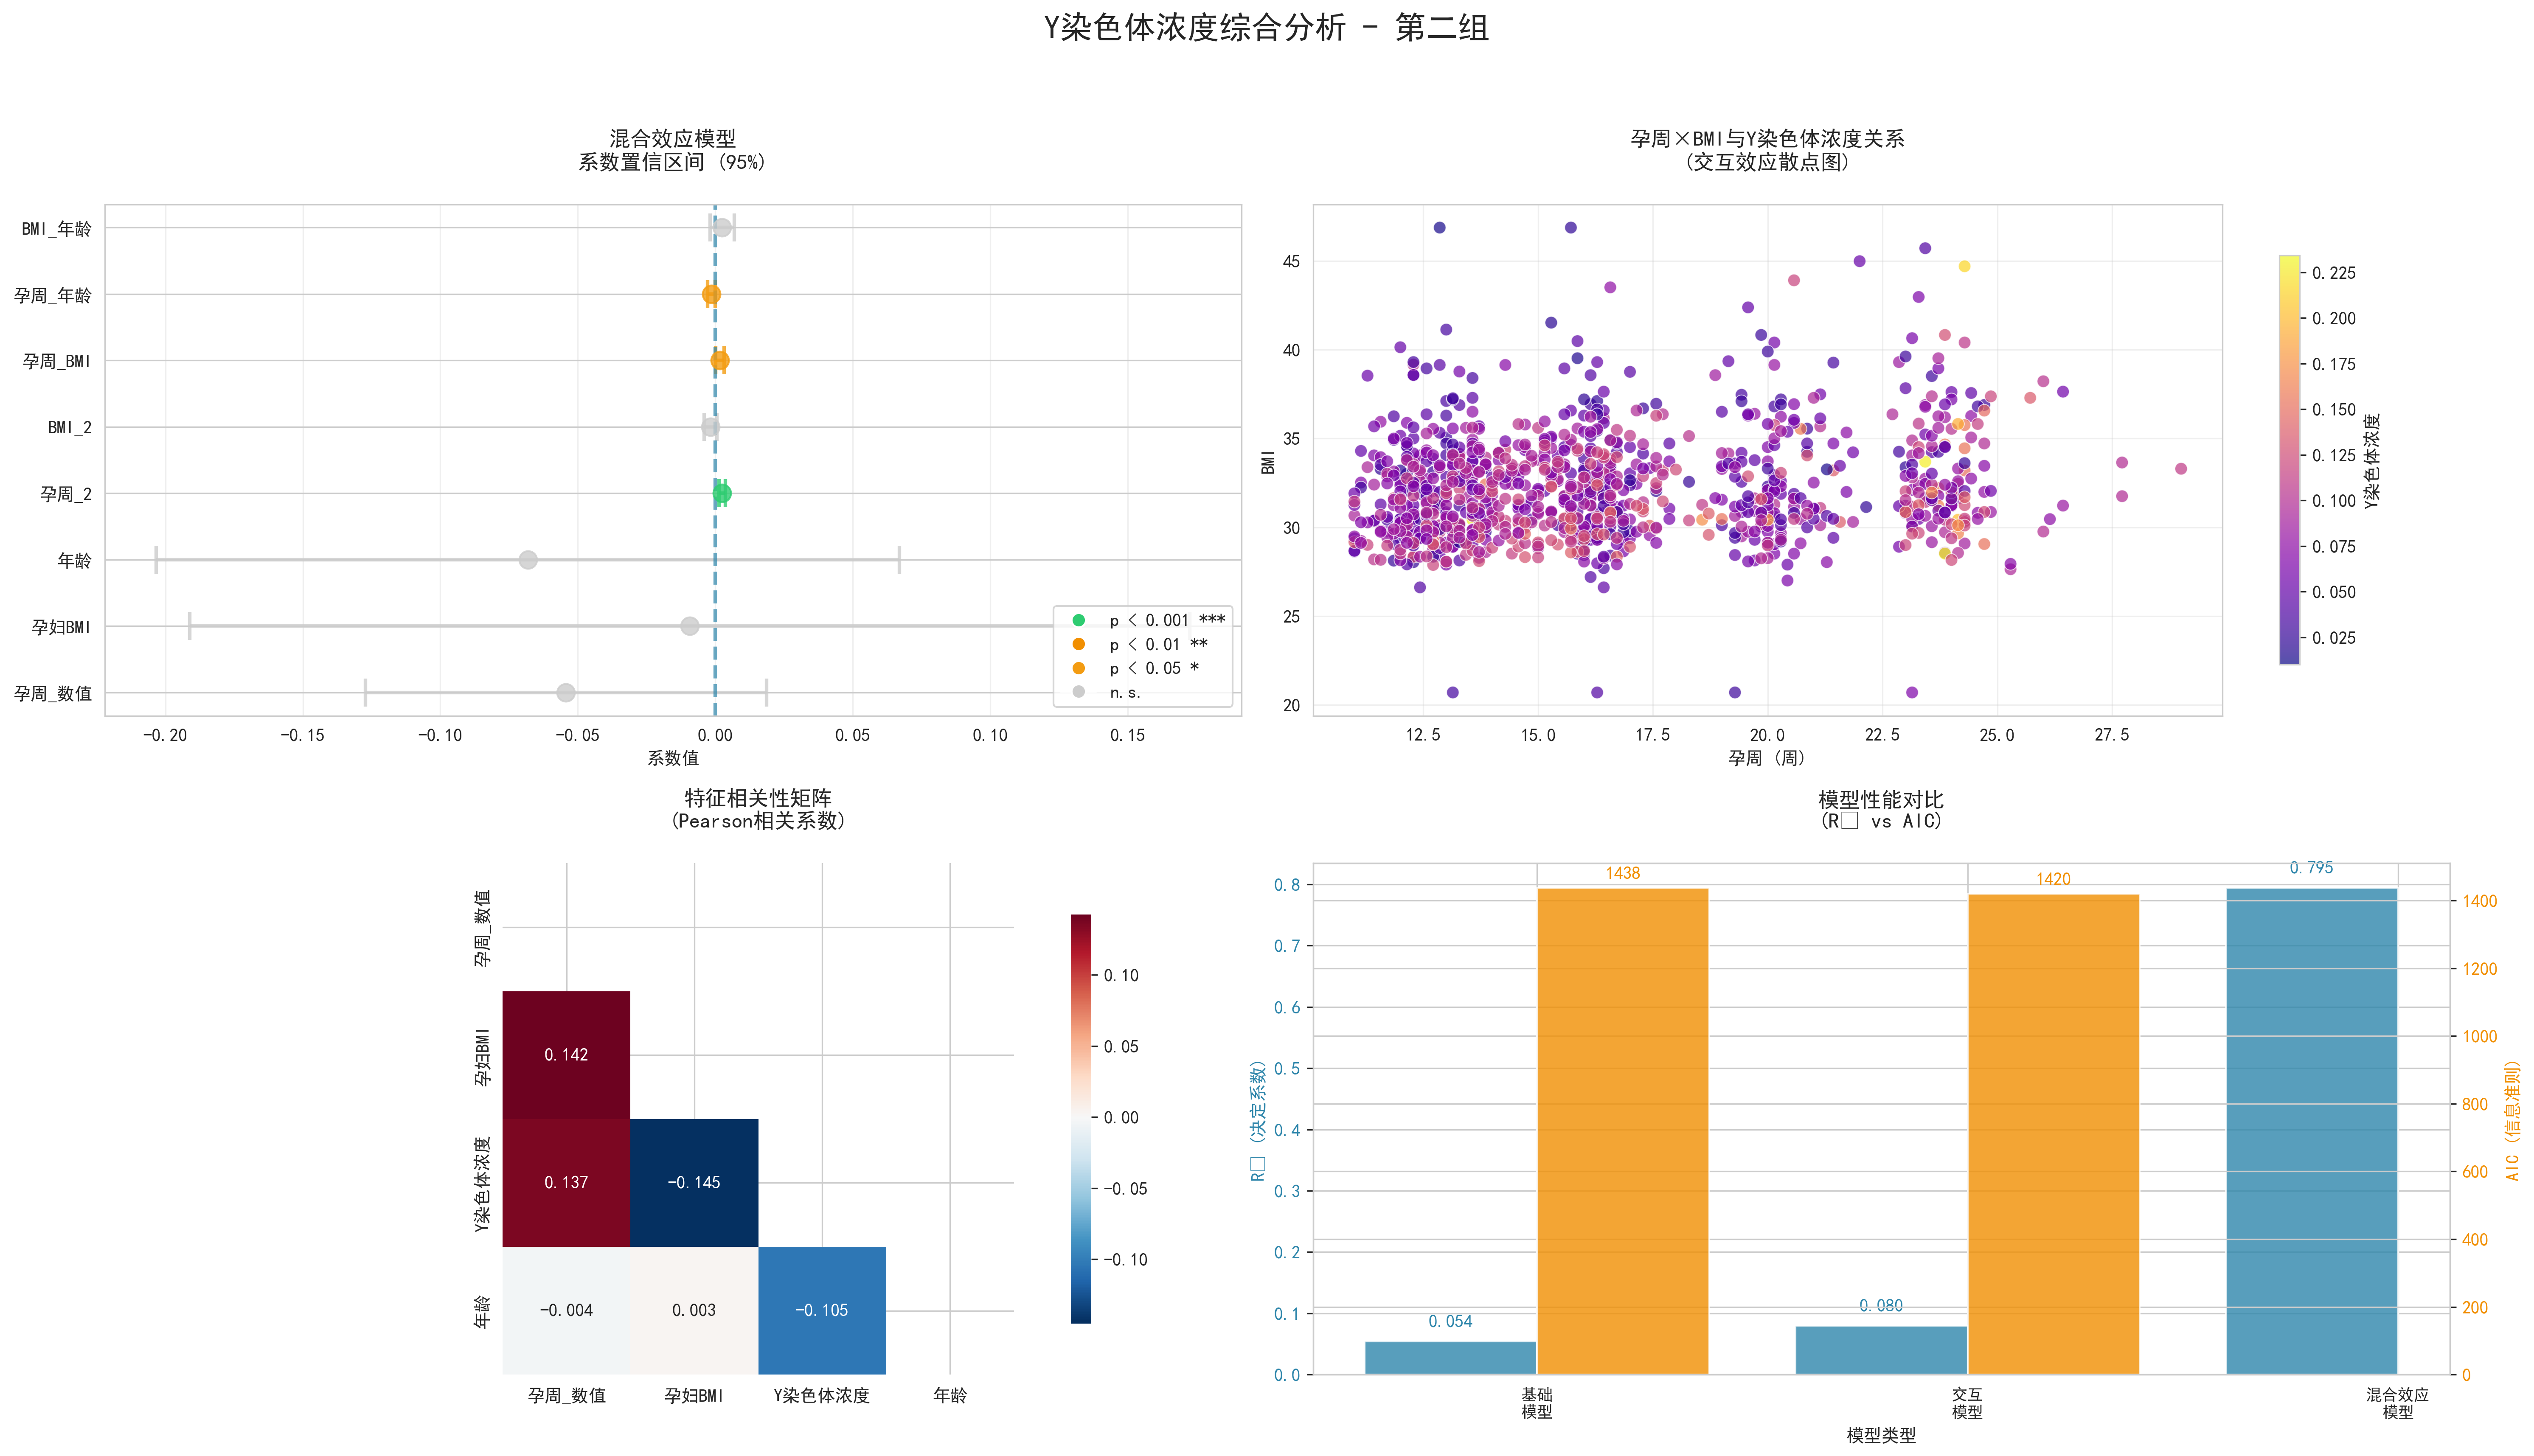 Y染色体浓度综合分析 - 第二组
混合效应模型
系数置信区间 (95%)
BMI_年龄
孕周_年龄
孕周_BMI
BMI_2
孕周_2
年龄
孕妇BMI
孕周_数值
p < 0.001 ***
p < 0.01 **
p < 0.05 *
n.s.
-0.20
-0.15
-0.10
-0.05
0.00
0.05
0.10
0.15
系数值
孕周×BMI与Y染色体浓度关系
(交互效应散点图)
BMI
45
40
35
30
25
20
12.5
15.0
17.5
20.0
22.5
25.0
27.5
孕周 (周)
0.225
0.200
0.175
0.150
0.125
0.100
0.075
0.050
0.025
Y染色体浓度
特征相关性矩阵
(Pearson相关系数)
孕周_数值
孕妇BMI
Y染色体浓度
年龄
0.142
0.137
-0.145
-0.004
0.003
-0.105
孕周_数值
孕妇BMI
Y染色体浓度
年龄
0.10
0.05
0.00
-0.05
-0.10
模型性能对比
(R□ vs AIC)
R□ (决定系数)
0.8
0.7
0.6
0.5
0.4
0.3
0.2
0.1
0.0
0.054
1438
0.080
1420
0.795
1400
1200
1000
800
600
400
200
0
AIC (信息准则)
基础
模型
交互
模型
混合效应
模型
模型类型